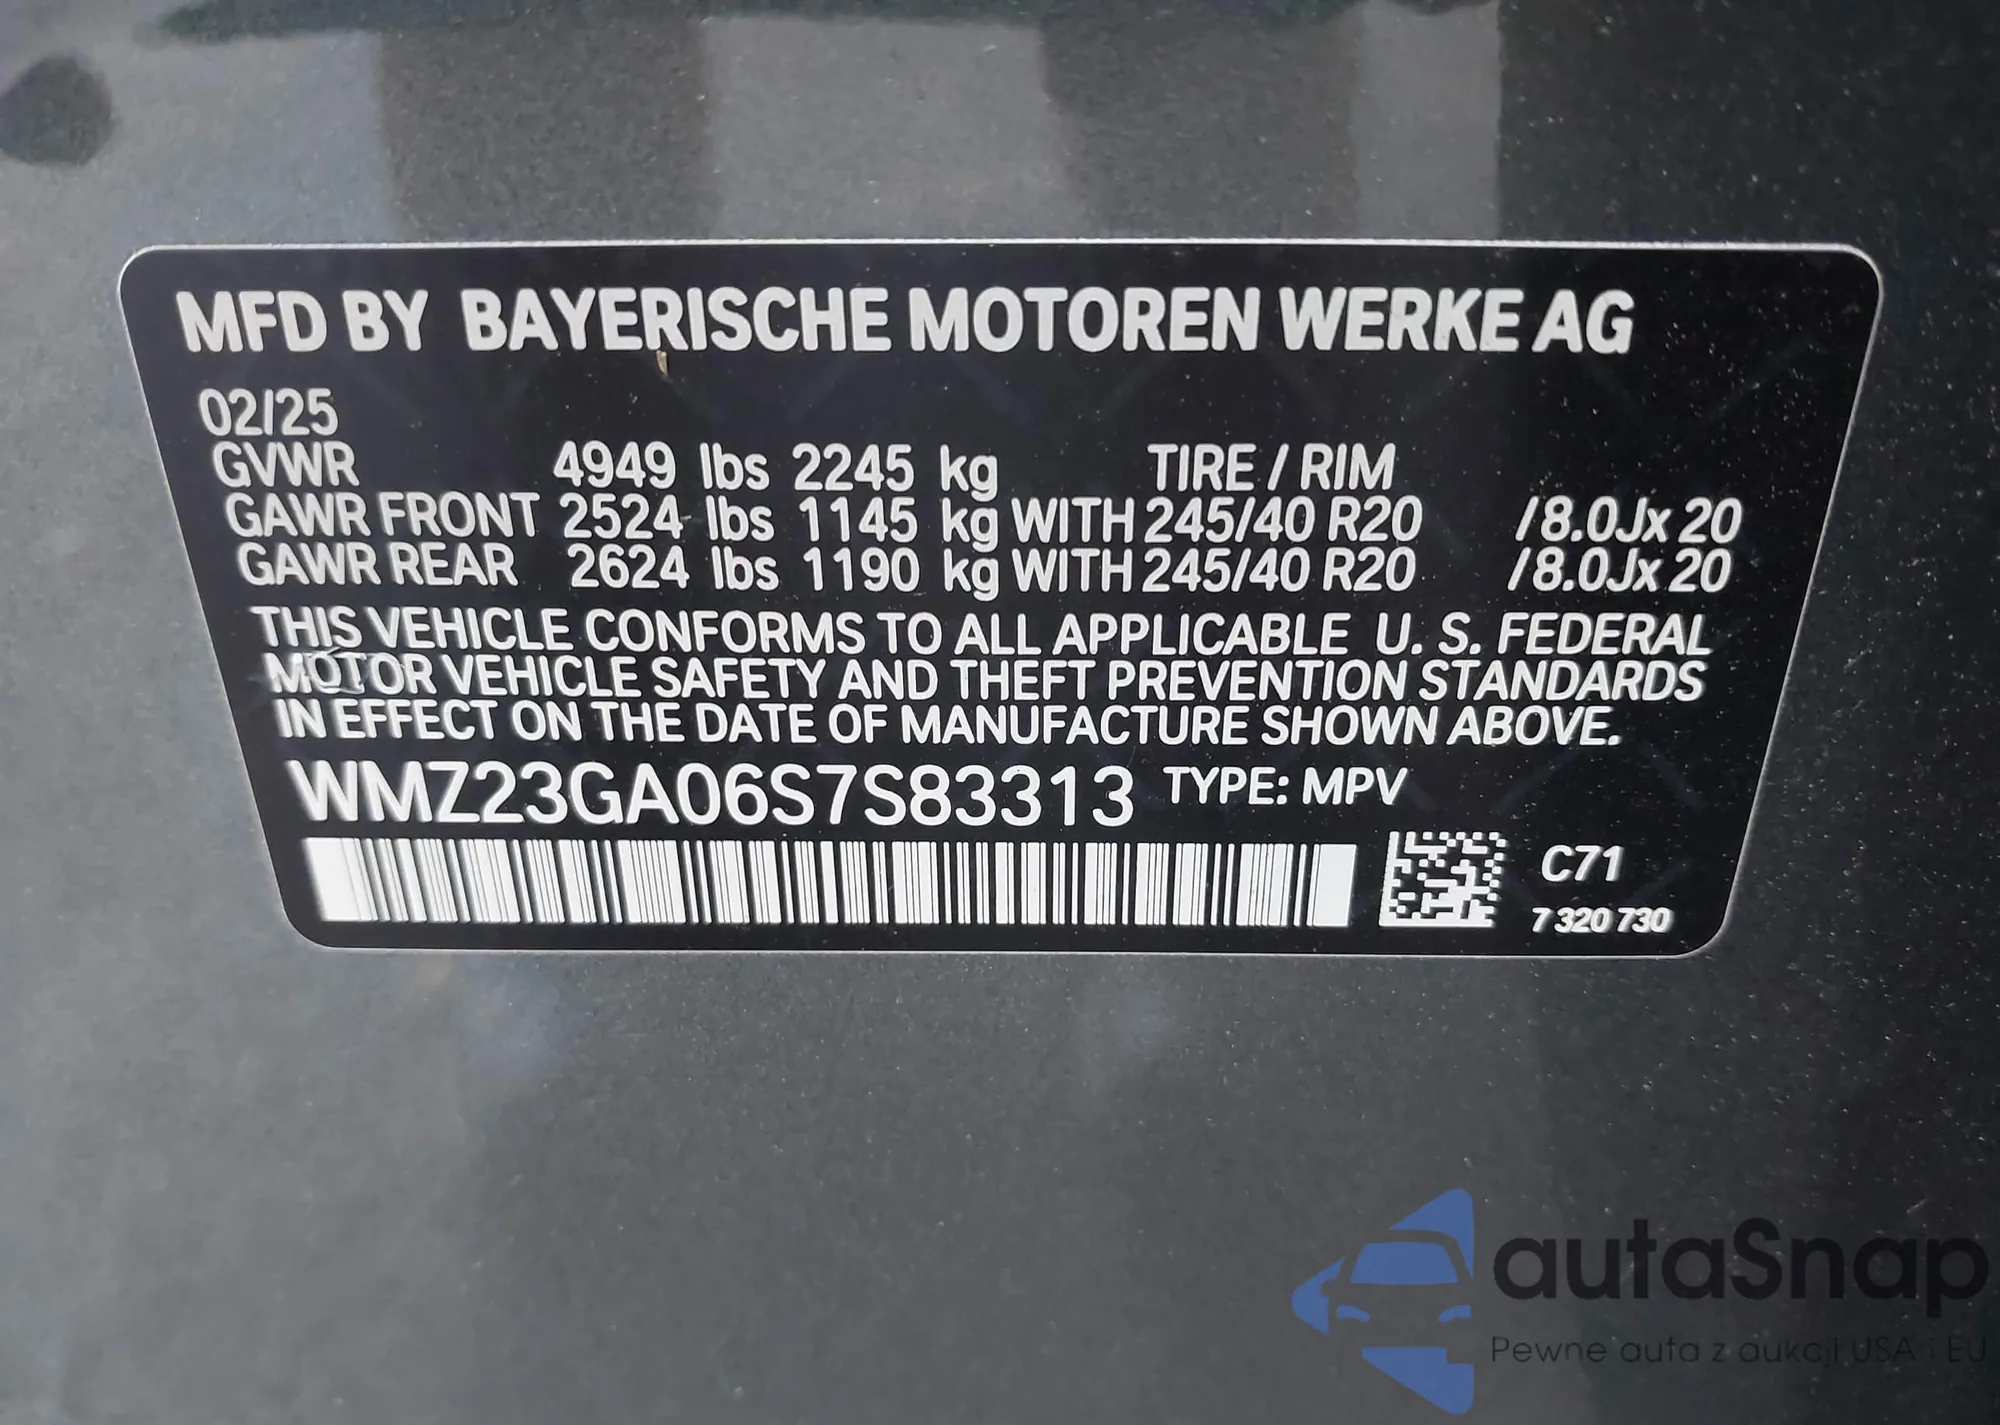 MFD BY BAYERISCHE MOTOREN WERKE AG
02/25
GVWR 4949 lbs 2245 kg TIRE / RIM
GAWR FRONT 2524 lbs 1145 kg WITH 245/40 R20 /8.0Jx 20
GAWR REAR 2624 lbs 1190 kg WITH 245/40 R20 /8.0Jx 20
THIS VEHICLE CONFORMS TO ALL APPLICABLE U. S. FEDERAL
MOTOR VEHICLE SAFETY AND THEFT PREVENTION STANDARDS
IN EFFECT ON THE DATE OF MANUFACTURE SHOWN ABOVE.
WMZ23GA06S7S83313 TYPE: MPV
C71
7 320 730
autaSnap
Pewne auta z aukcji USA i EU